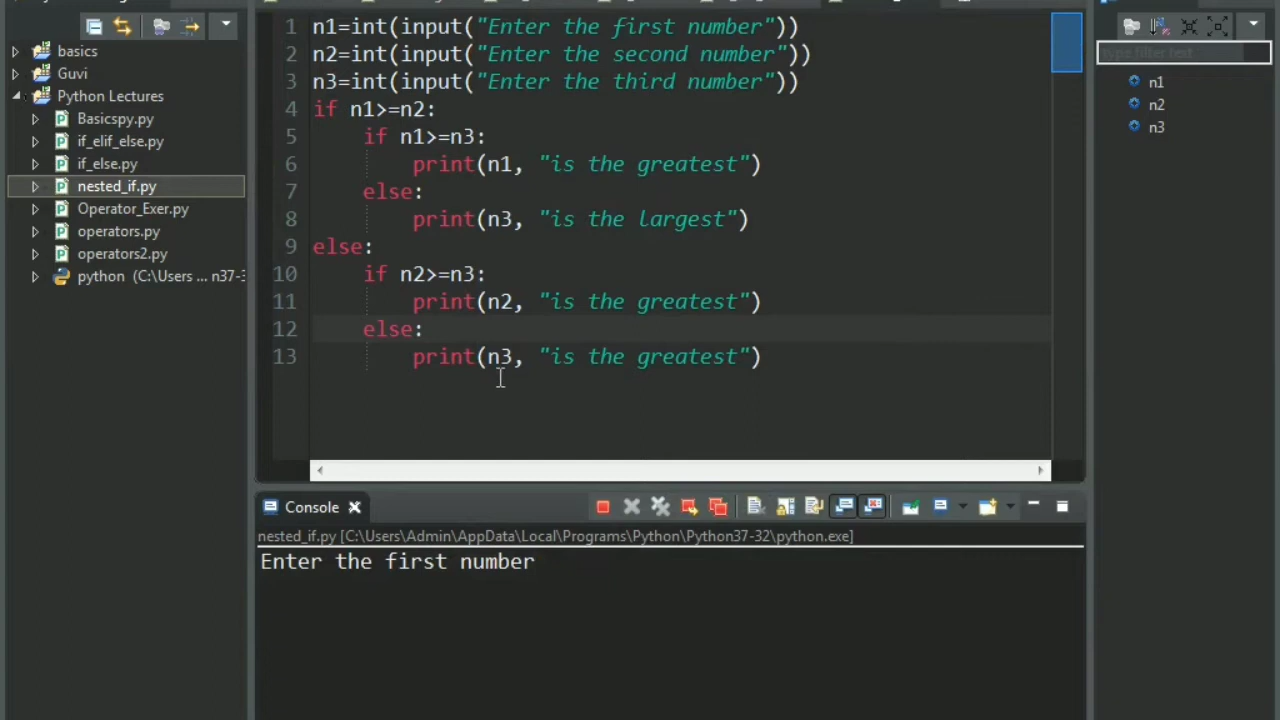 basics
Guvi
Python Lectures
Basicspy.py
if_elif_else.py
if_else.py
nested_if.py
Operator_Exer.py
operators.py
operators2.py
python (C:\Users ... n37-3
1 n1=int(input("Enter the first number"))
2 n2=int(input("Enter the second number"))
3 n3=int(input("Enter the third number"))
4 if n1>=n2:
5 if n1>=n3:
6 print(n1, "is the greatest")
7 else:
8 print(n3, "is the largest")
9 else:
10 if n2>=n3:
11 print(n2, "is the greatest")
12 else:
13 print(n3, "is the greatest")
type filter text
n1
n2
n3
Console
nested_if.py [C:\Users\Admin\AppData\Local\Programs\Python\Python37-32\python.exe]
Enter the first number